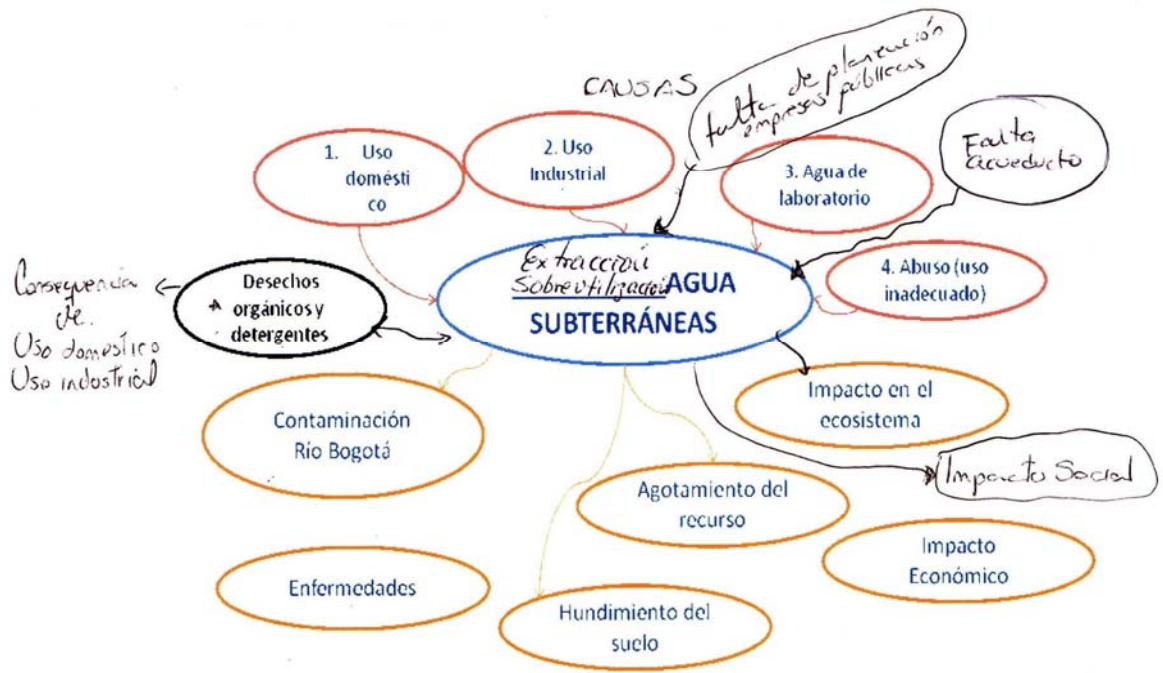 CAUSAS
falta de planeación
empresas públicas
Falta
acueducto
1. Uso
domésti
co
2. Uso
Industrial
3. Agua de
laboratorio
4. Abuso (uso
inadecuado)
Extracción
Sobreutilización AGUA
SUBTERRÁNEAS
Desechos
orgánicos y
detergentes
Consequencia
de.
Uso domestico
Uso industrial
Contaminación
Río Bogotá
Impacto en el
ecosistema
Impacto Social
Agotamiento del
recurso
Impacto
Económico
Enfermedades
Hundimiento del
suelo